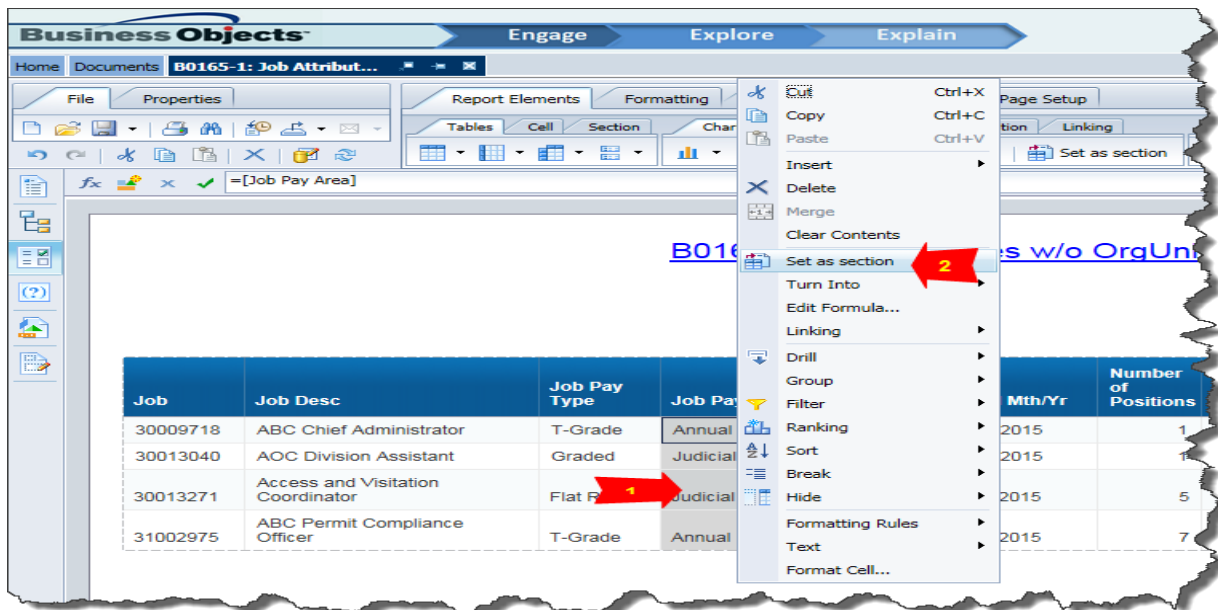 Business Objects Engage Explore Explain
Home Documents B0165-1: Job Attribut...
File Properties Report Elements Formatting Page Setup
Tables Cell Section Char tion Linking
Set as section
fx =[Job Pay Area]
Cut Ctrl+X
Copy Ctrl+C
Paste Ctrl+V
Insert
Delete
Merge
Clear Contents
Set as section 2
Turn Into
Edit Formula...
Linking
Drill
Group
Filter
Ranking
Sort
Break
Hide
Formatting Rules
Text
Format Cell...
B016 es w/o OrgUni
Job Job Desc Job Pay Type Job Pa Mth/Yr Number of Positions
30009718 ABC Chief Administrator T-Grade Annual 2015 1
30013040 AOC Division Assistant Graded Judicial 2015 1
30013271 Access and Visitation Coordinator Flat R 1 Judicial 2015 5
31002975 ABC Permit Compliance Officer T-Grade Annual 2015 7